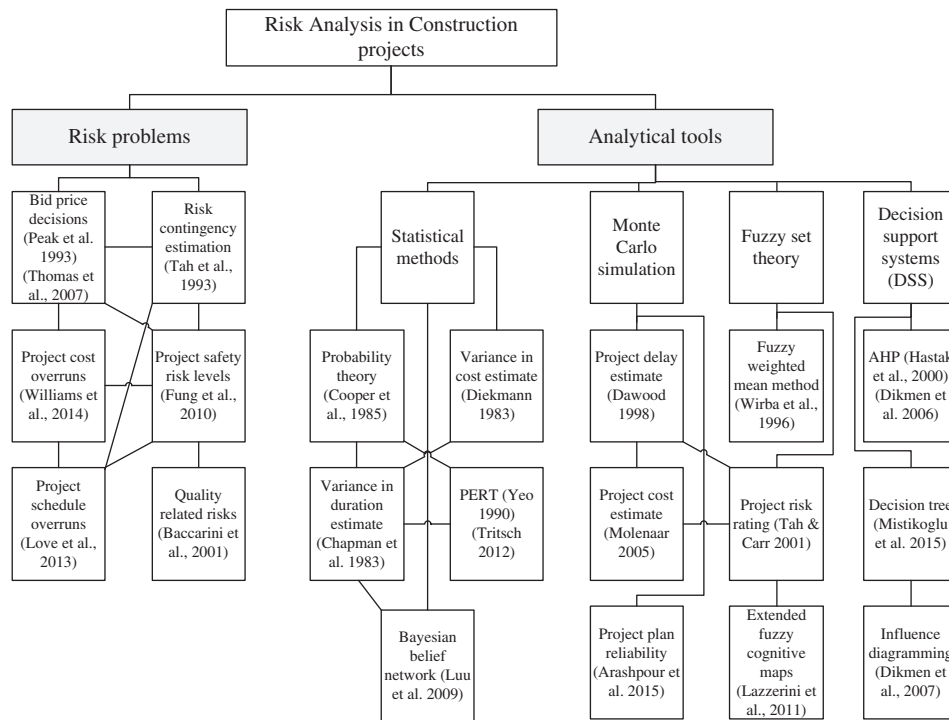 Risk Analysis in Construction
projects
Risk problems
Analytical tools
Bid price
decisions
(Peak et al.
1993)
(Thomas et
al., 2007)
Risk
contingency
estimation
(Tah et al.,
1993)
Statistical
methods
Monte
Carlo
simulation
Fuzzy set
theory
Decision
support
systems
(DSS)
Project cost
overruns
(Williams et
al., 2014)
Project safety
risk levels
(Fung et al.,
2010)
Probability
theory
(Cooper et
al., 1985)
Variance in
cost estimate
(Diekmann
1983)
Project delay
estimate
(Dawood
1998)
Fuzzy
weighted
mean method
(Wirba et al.,
1996)
AHP (Hastak
et al., 2000)
(Dikmen et
al. 2006)
Project
schedule
overruns
(Love et al.,
2013)
Quality
related risks
(Baccarini et
al., 2001)
Variance in
duration
estimate
(Chapman et
al. 1983)
PERT (Yeo
1990)
(Tritsch
2012)
Project cost
estimate
(Molenaar
2005)
Project risk
rating (Tah &
Carr 2001)
Decision tree
(Mistikoglu
et al. 2015)
Bayesian
belief
network (Luu
et al. 2009)
Project plan
reliability
(Arashpour
et al. 2015)
Extended
fuzzy
cognitive
maps
(Lazzerini et
al., 2011)
Influence
diagramming
(Dikmen et
al., 2007)